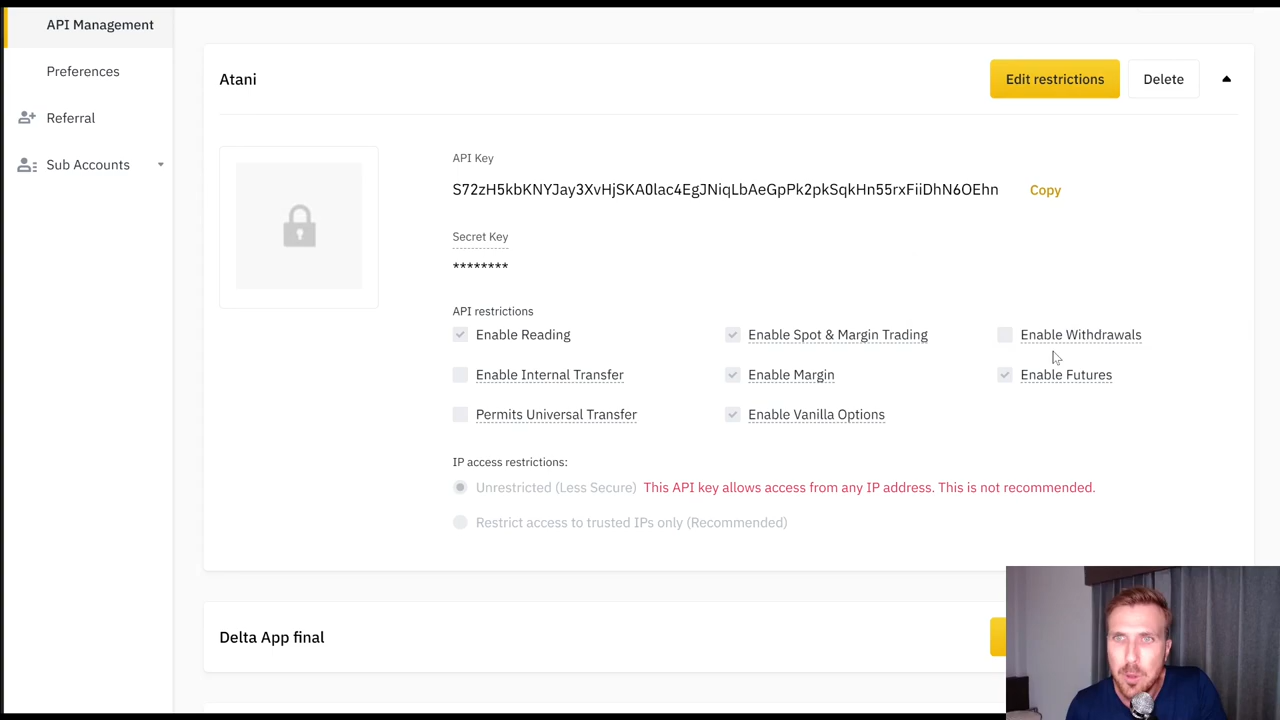 API Management
Preferences
Referral
Sub Accounts
Atani
Edit restrictions
Delete
API Key
S72zH5kbKNYJay3XvHjSKA0lac4EgJNiqLbAeGpPk2pkSqkHn55rxFiiDhN6OEhn
Copy
Secret Key
********
API restrictions
Enable Reading
Enable Spot & Margin Trading
Enable Withdrawals
Enable Internal Transfer
Enable Margin
Enable Futures
Permits Universal Transfer
Enable Vanilla Options
IP access restrictions:
Unrestricted (Less Secure) This API key allows access from any IP address. This is not recommended.
Restrict access to trusted IPs only (Recommended)
Delta App final